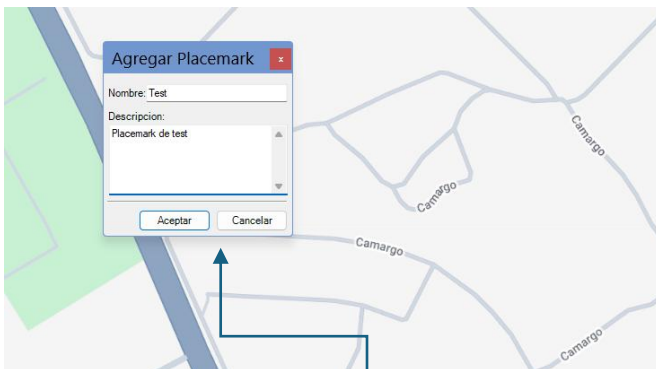 Agregar Placemark x
Nombre: Test
Descripcion:
Placemark de test
Aceptar Cancelar
Camargo
Camargo
Camargo
Camargo